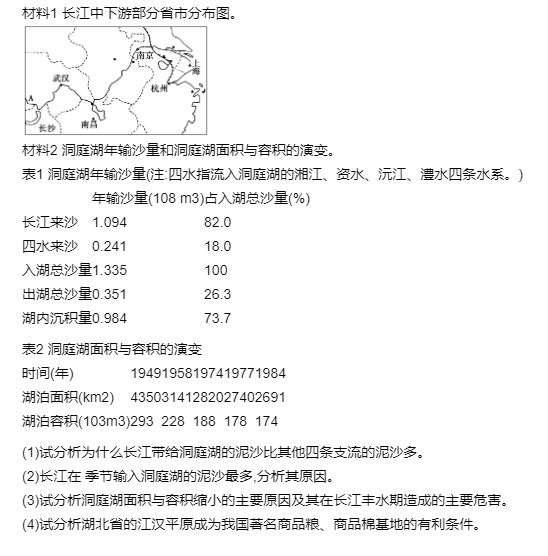 材料1 长江中下游部分省市分布图。
南京
上海
武汉
杭州
A
长沙
南昌
材料2 洞庭湖年输沙量和洞庭湖面积与容积的演变。
表1 洞庭湖年输沙量(注:四水指流入洞庭湖的湘江、资水、沅江、澧水四条水系。)
年输沙量(108 m3)占入湖总沙量(%)
长江来沙 1.094 82.0
四水来沙 0.241 18.0
入湖总沙量1.335 100
出湖总沙量0.351 26.3
湖内沉积量0.984 73.7
表2 洞庭湖面积与容积的演变
时间(年) 19491958197419771984
湖泊面积(km2) 43503141282027402691
湖泊容积(103m3)293 228 188 178 174
(1)试分析为什么长江带给洞庭湖的泥沙比其他四条支流的泥沙多。
(2)长江在 季节输入洞庭湖的泥沙最多,分析其原因。
(3)试分析洞庭湖面积与容积缩小的主要原因及其在长江丰水期造成的主要危害。
(4)试分析湖北省的江汉平原成为我国著名商品粮、商品棉基地的有利条件。